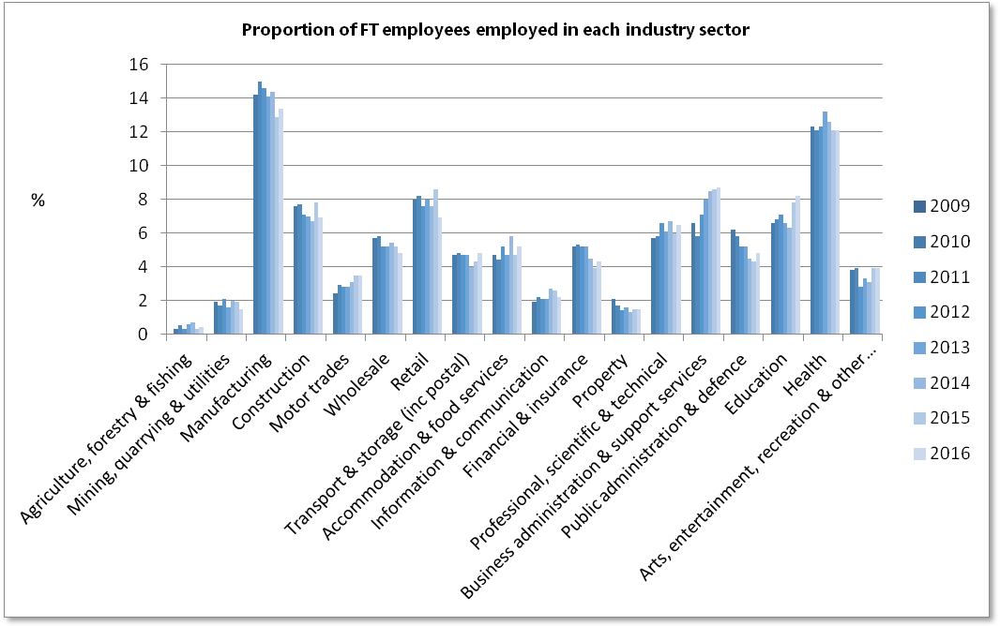 Proportion of FT employees employed in each industry sector
16
14
12
10
8
6
4
2
0
%
Agriculture, forestry & fishing
Mining, quarrying & utilities
Manufacturing
Construction
Motor trades
Wholesale
Retail
Transport & storage (inc postal)
Accommodation & food services
Information & communication
Financial & insurance
Property
Professional, scientific & technical
Business administration & support services
Public administration & defence
Education
Health
Arts, entertainment, recreation & other...
2009
2010
2011
2012
2013
2014
2015
2016